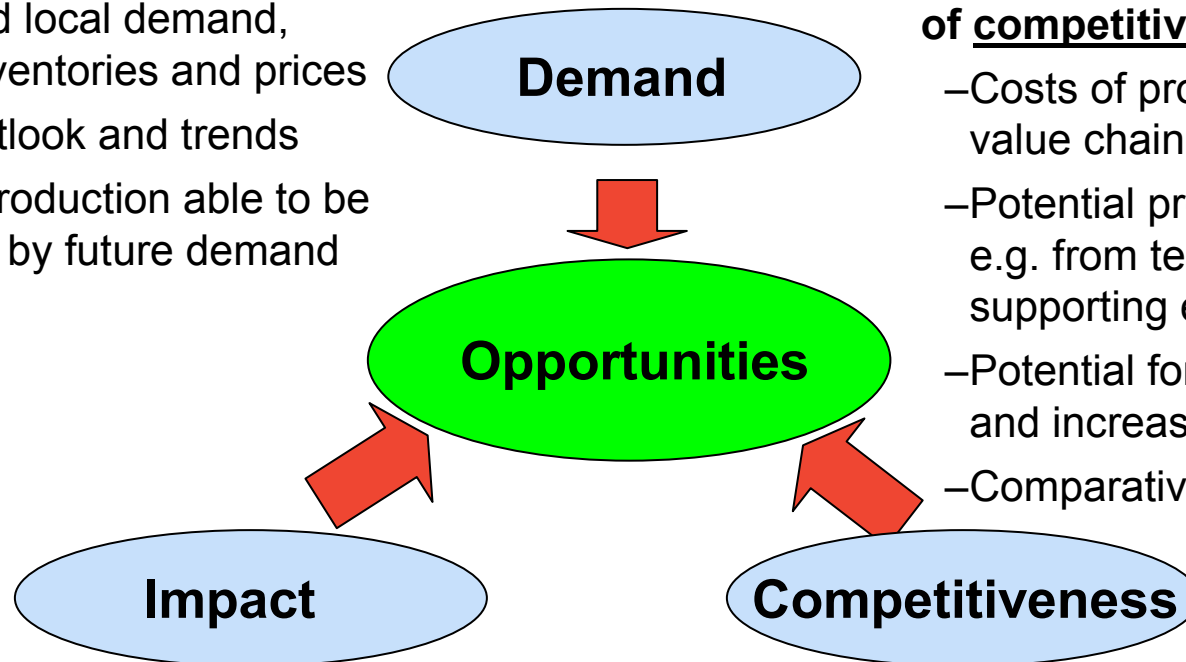 d local demand,
ventories and prices
tlook and trends
roduction able to be
by future demand
Demand
of competitiv
–Costs of pro
value chain
–Potential pr
e.g. from te
supporting e
–Potential for
and increas
–Comparativ
Opportunities
Impact
Competitiveness